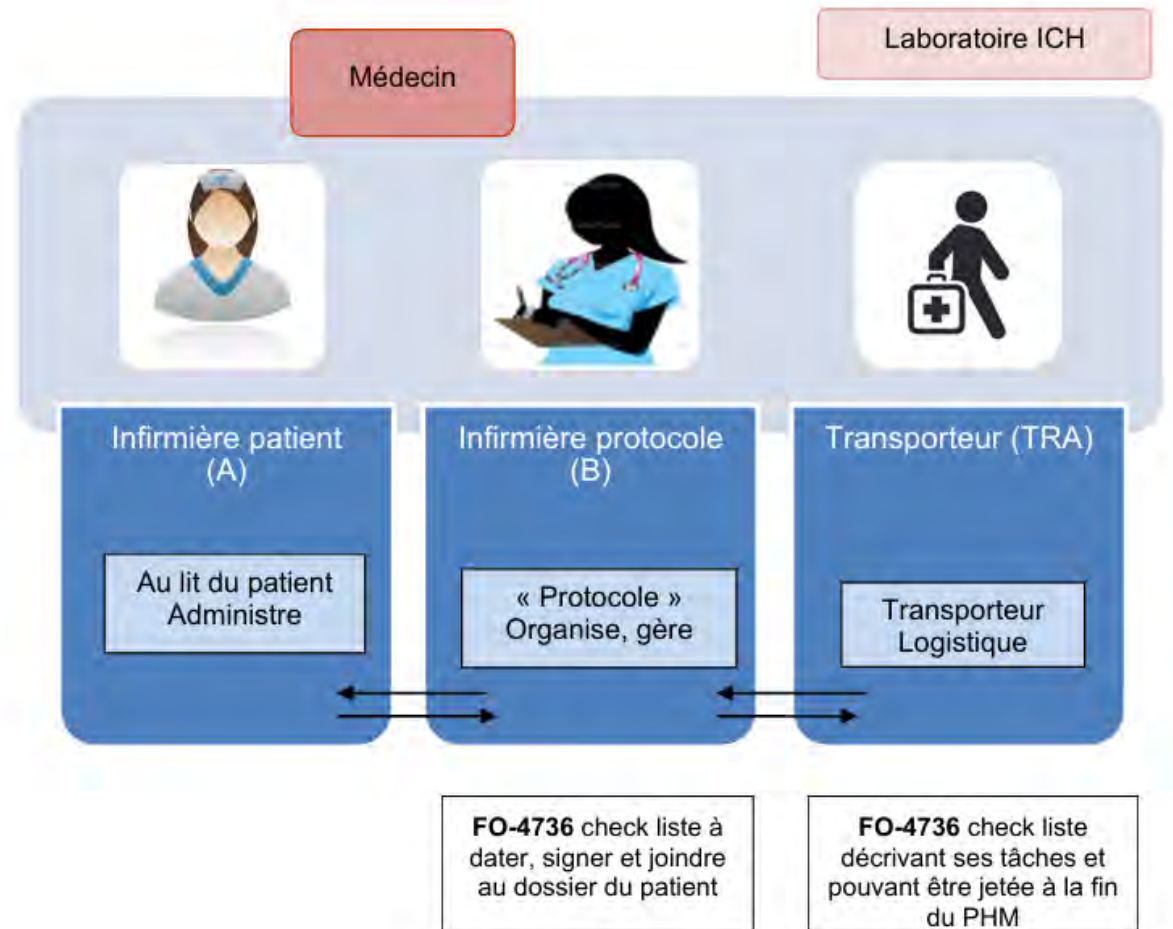 Médecin
Laboratoire ICH
Infirmière patient
(A)
Au lit du patient
Administre
Infirmière protocole
(B)
« Protocole »
Organise, gère
Transporteur (TRA)
Transporteur
Logistique
FO-4736 check liste à
dater, signer et joindre
au dossier du patient
FO-4736 check liste
décrivant ses tâches et
pouvant être jetée à la fin
du PHM